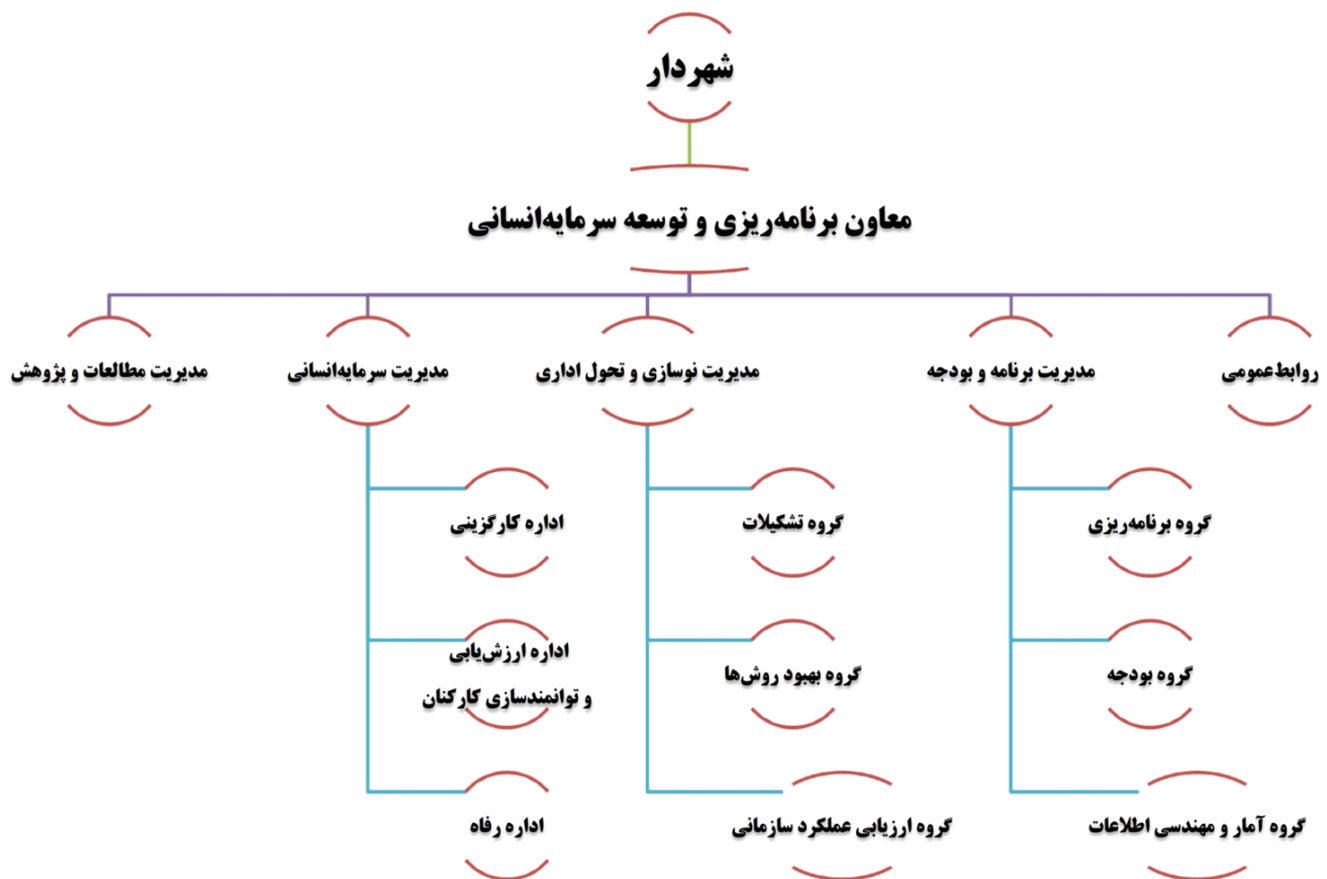 شهردار
معاون برنامه‌ریزی و توسعه سرمایه‌انسانی
روابط‌عمومی
مدیریت برنامه و بودجه
مدیریت نوسازی و تحول اداری
مدیریت سرمایه‌انسانی
مدیریت مطالعات و پژوهش
گروه برنامه‌ریزی
گروه تشکیلات
اداره کارگزینی
گروه بودجه
گروه بهبود روش‌ها
اداره ارزش‌یابی
و توانمندسازی کارکنان
گروه آمار و مهندسی اطلاعات
گروه ارزیابی عملکرد سازمانی
اداره رفاه